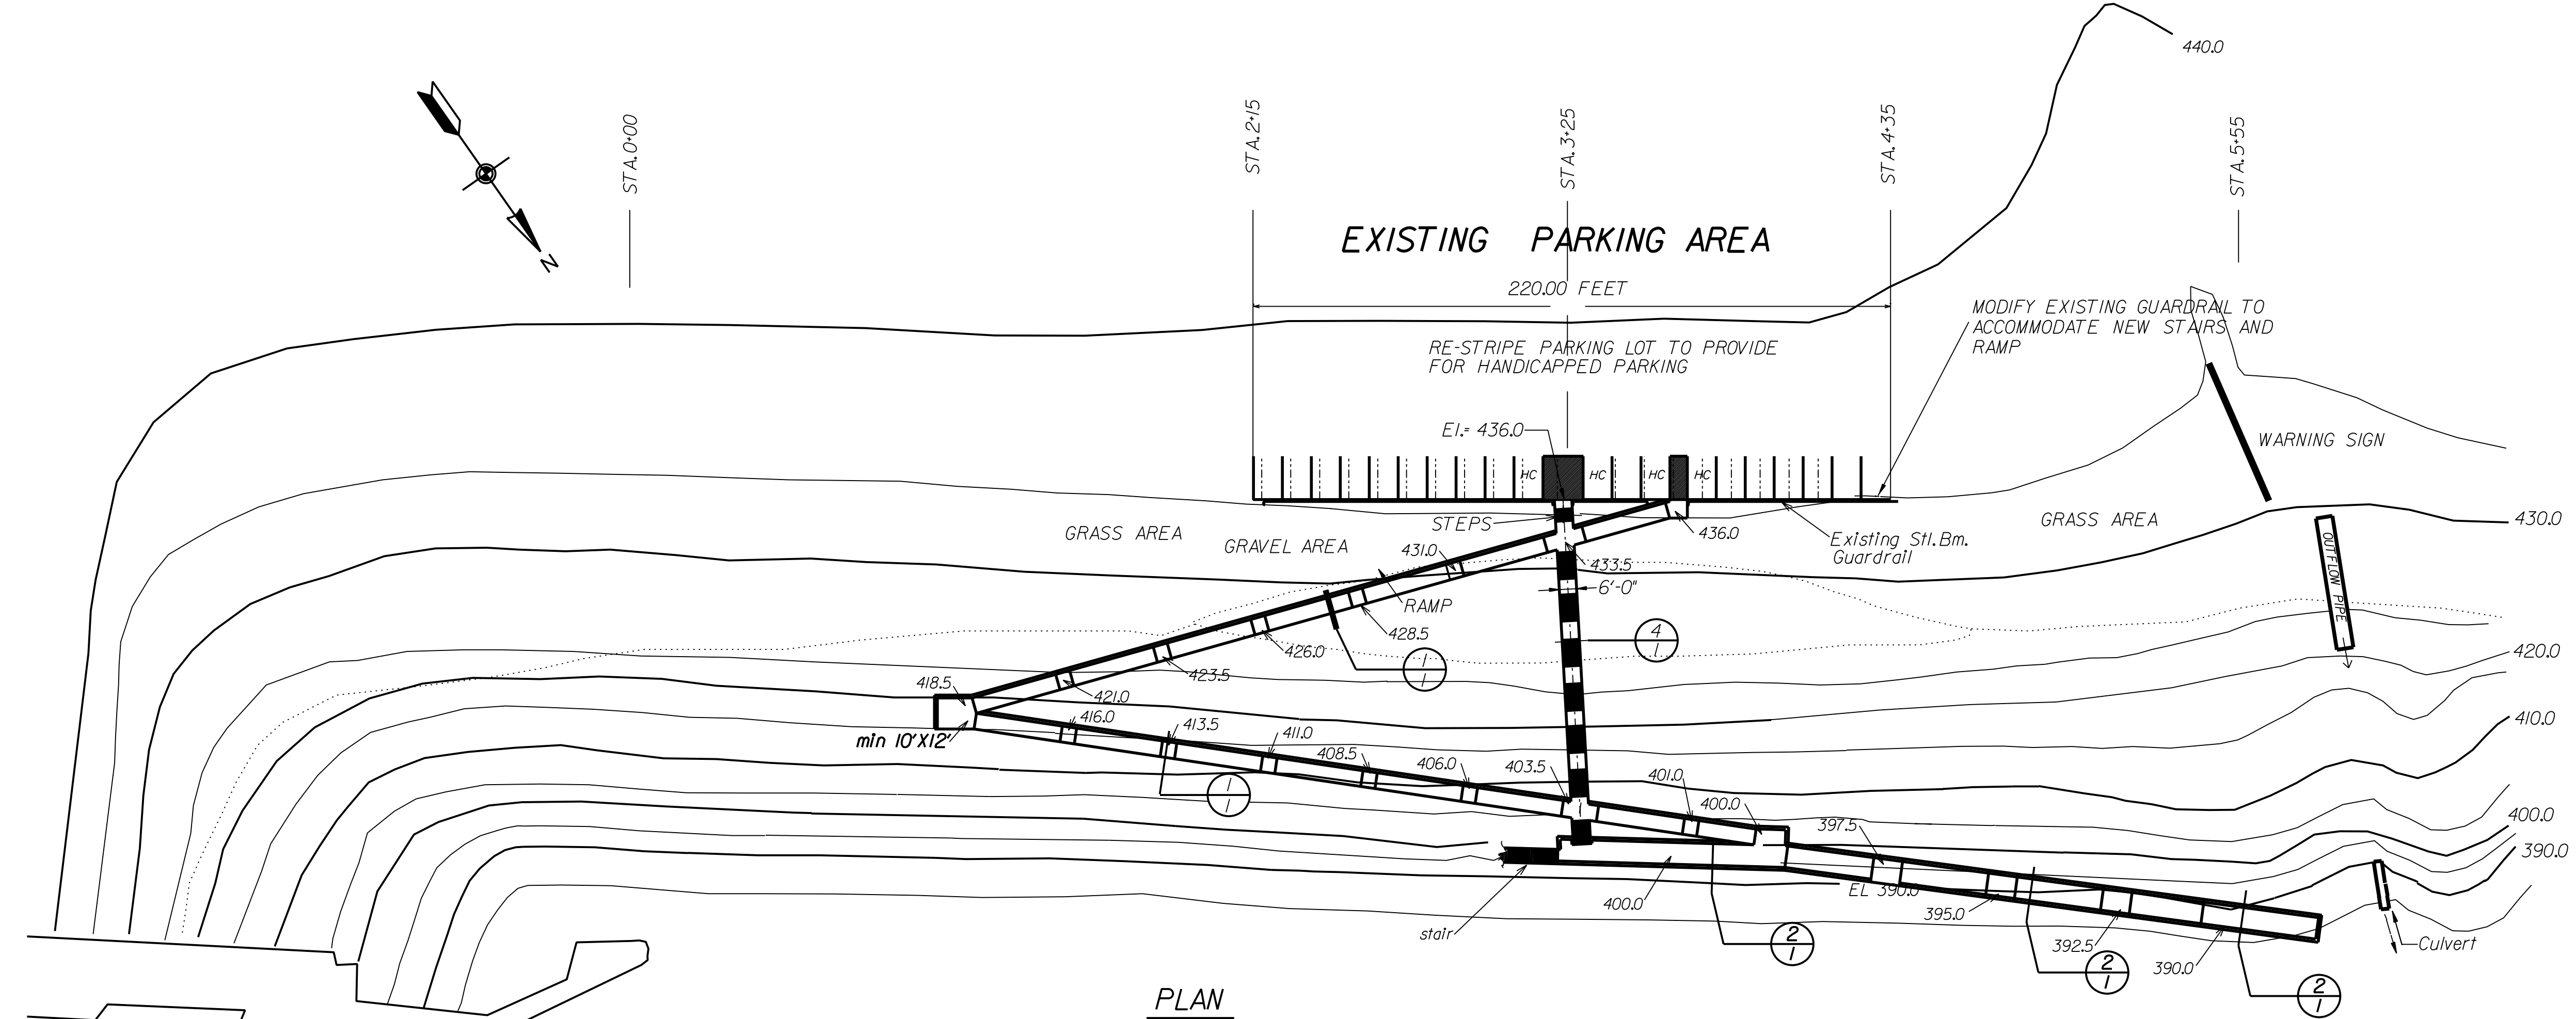 440.0
STA.0+00
STA.2+15
STA.3+25
STA.4+35
STA.5+55
N
EXISTING PARKING AREA
220.00 FEET
MODIFY EXISTING GUARDRAIL TO
ACCOMMODATE NEW STAIRS AND
RAMP
RE-STRIPE PARKING LOT TO PROVIDE
FOR HANDICAPPED PARKING
El.= 436.0
WARNING SIGN
HC
HC
HC
HC
STEPS
436.0
GRASS AREA
GRAVEL AREA
GRASS AREA
430.0
Existing Stl.Bm.
Guardrail
431.0
433.5
OUTFLOW PIPE
6'-0"
RAMP
428.5
426.0
4
1
1
1
420.0
423.5
418.5
421.0
416.0
413.5
410.0
min 10'X12'
411.0
408.5
406.0
403.5
401.0
400.0
1
1
397.5
400.0
390.0
EL 390.0
400.0
395.0
stair
2
1
392.5
2
1
390.0
2
1
Culvert
PLAN